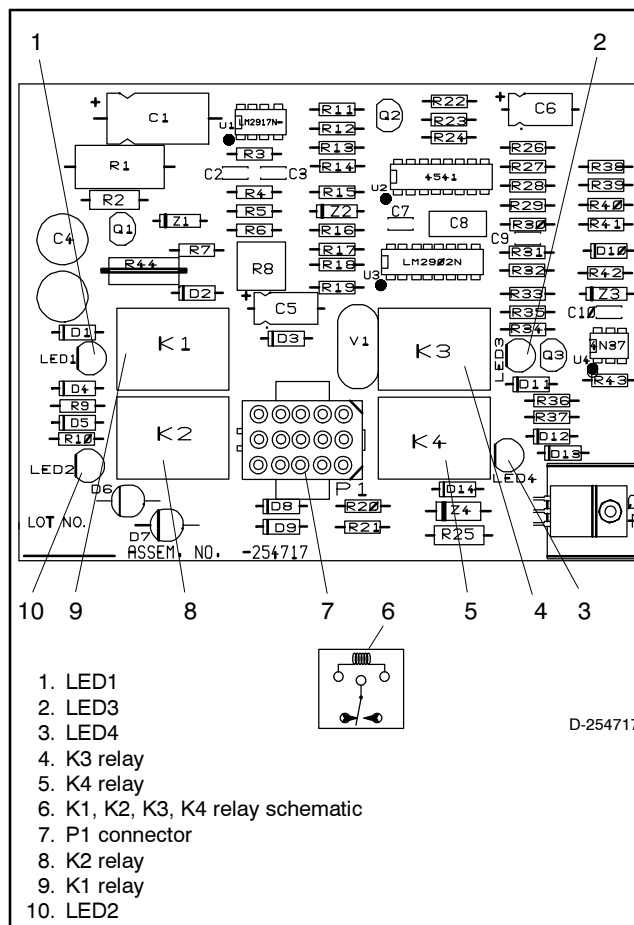 1 2
C1 U1 LM2917N- R11 Q2 R22 C6
R12 R23
R13 R24
R3 R26
R1 C2 C3 R14 U2 4541 R27 R38
R4 R15 R28 R39
R2 R5 Z2 C7 C8 R29 R40
C4 Q1 Z1 R6 R16 R30 R41
R7 R17 C9 R31 D10
R44 R8 R18 U3 LM2902N R32 R42
D2 R19 R33 Z3
C5 R35 C10
D1 D3 R34
LED1 K1 V1 K3 LED3 Q3 4N37
U4
D4 D11 R43
R9 R36
D5 K2 K4 R37
R10 D12
LED2 D13
D6 P1 LED4
D8 R20 D14
LOT NO. D7 D9 R21 Z4
R25
ASSEM. NO. -254717
10 9 8 7 6 5 4 3
D-254717
1. LED1
2. LED3
3. LED4
4. K3 relay
5. K4 relay
6. K1, K2, K3, K4 relay schematic
7. P1 connector
8. K2 relay
9. K1 relay
10. LED2